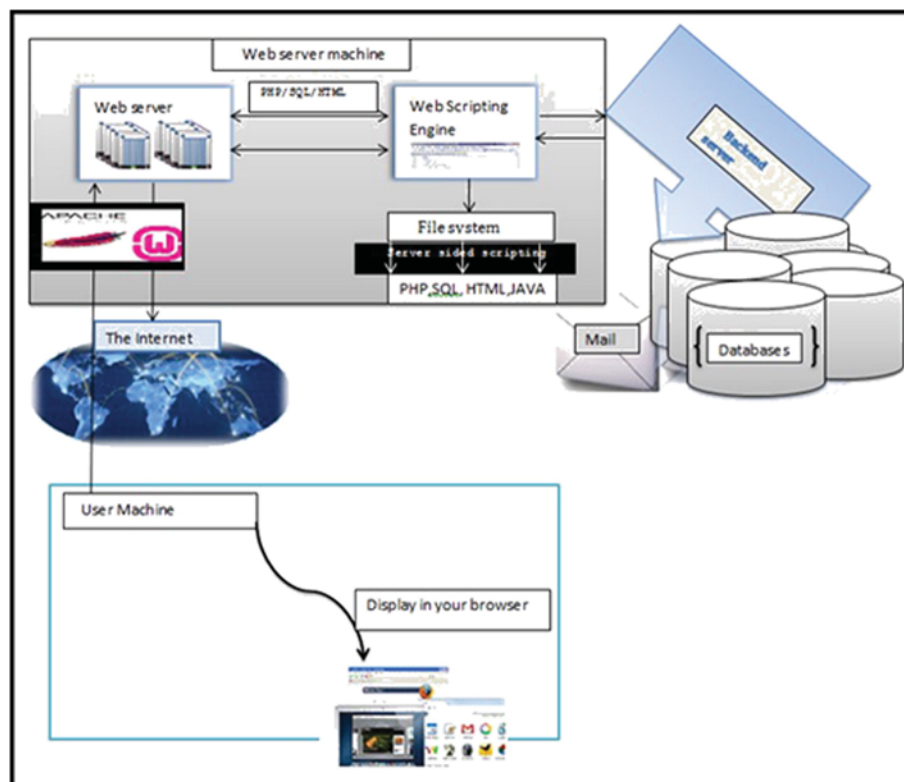 Web server machine
PHP/SQL/HTML
Web server
Web Scripting
Engine
Backend
server
APACHE
File system
Server sided scripting
PHP,SQL, HTML,JAVA
The Internet
Mail
Databases
User Machine
Display in your browser